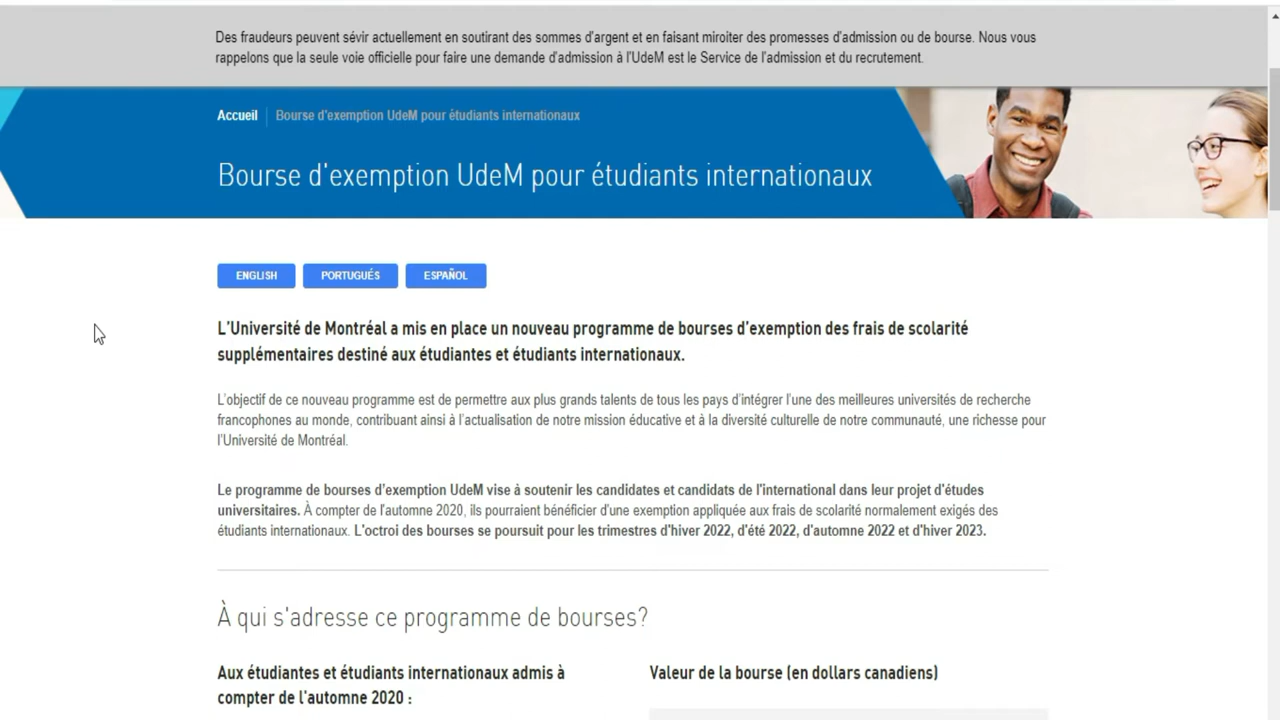 Des fraudeurs peuvent sévir actuellement en soutirant des sommes d'argent et en faisant miroiter des promesses d'admission ou de bourse. Nous vous
rappelons que la seule voie officielle pour faire une demande d'admission à l'UdeM est le Service de l'admission et du recrutement.
Accueil Bourse d'exemption UdeM pour étudiants internationaux
Bourse d'exemption UdeM pour étudiants internationaux
ENGLISH PORTUGUÉS ESPAÑOL
L'Université de Montréal a mis en place un nouveau programme de bourses d'exemption des frais de scolarité
supplémentaires destiné aux étudiantes et étudiants internationaux.
L'objectif de ce nouveau programme est de permettre aux plus grands talents de tous les pays d'intégrer l'une des meilleures universités de recherche
francophones au monde, contribuant ainsi à l'actualisation de notre mission éducative et à la diversité culturelle de notre communauté, une richesse pour
l'Université de Montréal.
Le programme de bourses d'exemption UdeM vise à soutenir les candidates et candidats de l'international dans leur projet d'études
universitaires. À compter de l'automne 2020, ils pourraient bénéficier d'une exemption appliquée aux frais de scolarité normalement exigés des
étudiants internationaux. L'octroi des bourses se poursuit pour les trimestres d'hiver 2022, d'été 2022, d'automne 2022 et d'hiver 2023.
À qui s'adresse ce programme de bourses?
Aux étudiantes et étudiants internationaux admis à
compter de l'automne 2020 :
Valeur de la bourse (en dollars canadiens)